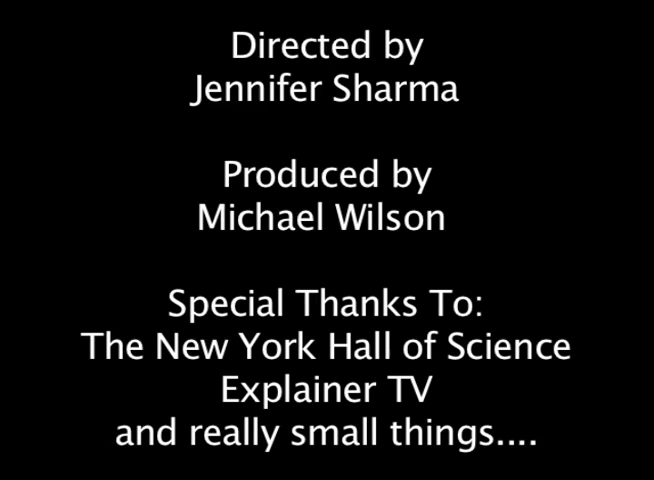 Directed by
Jennifer Sharma
Produced by
Michael Wilson
Special Thanks To:
The New York Hall of Science
Explainer TV
and really small things....